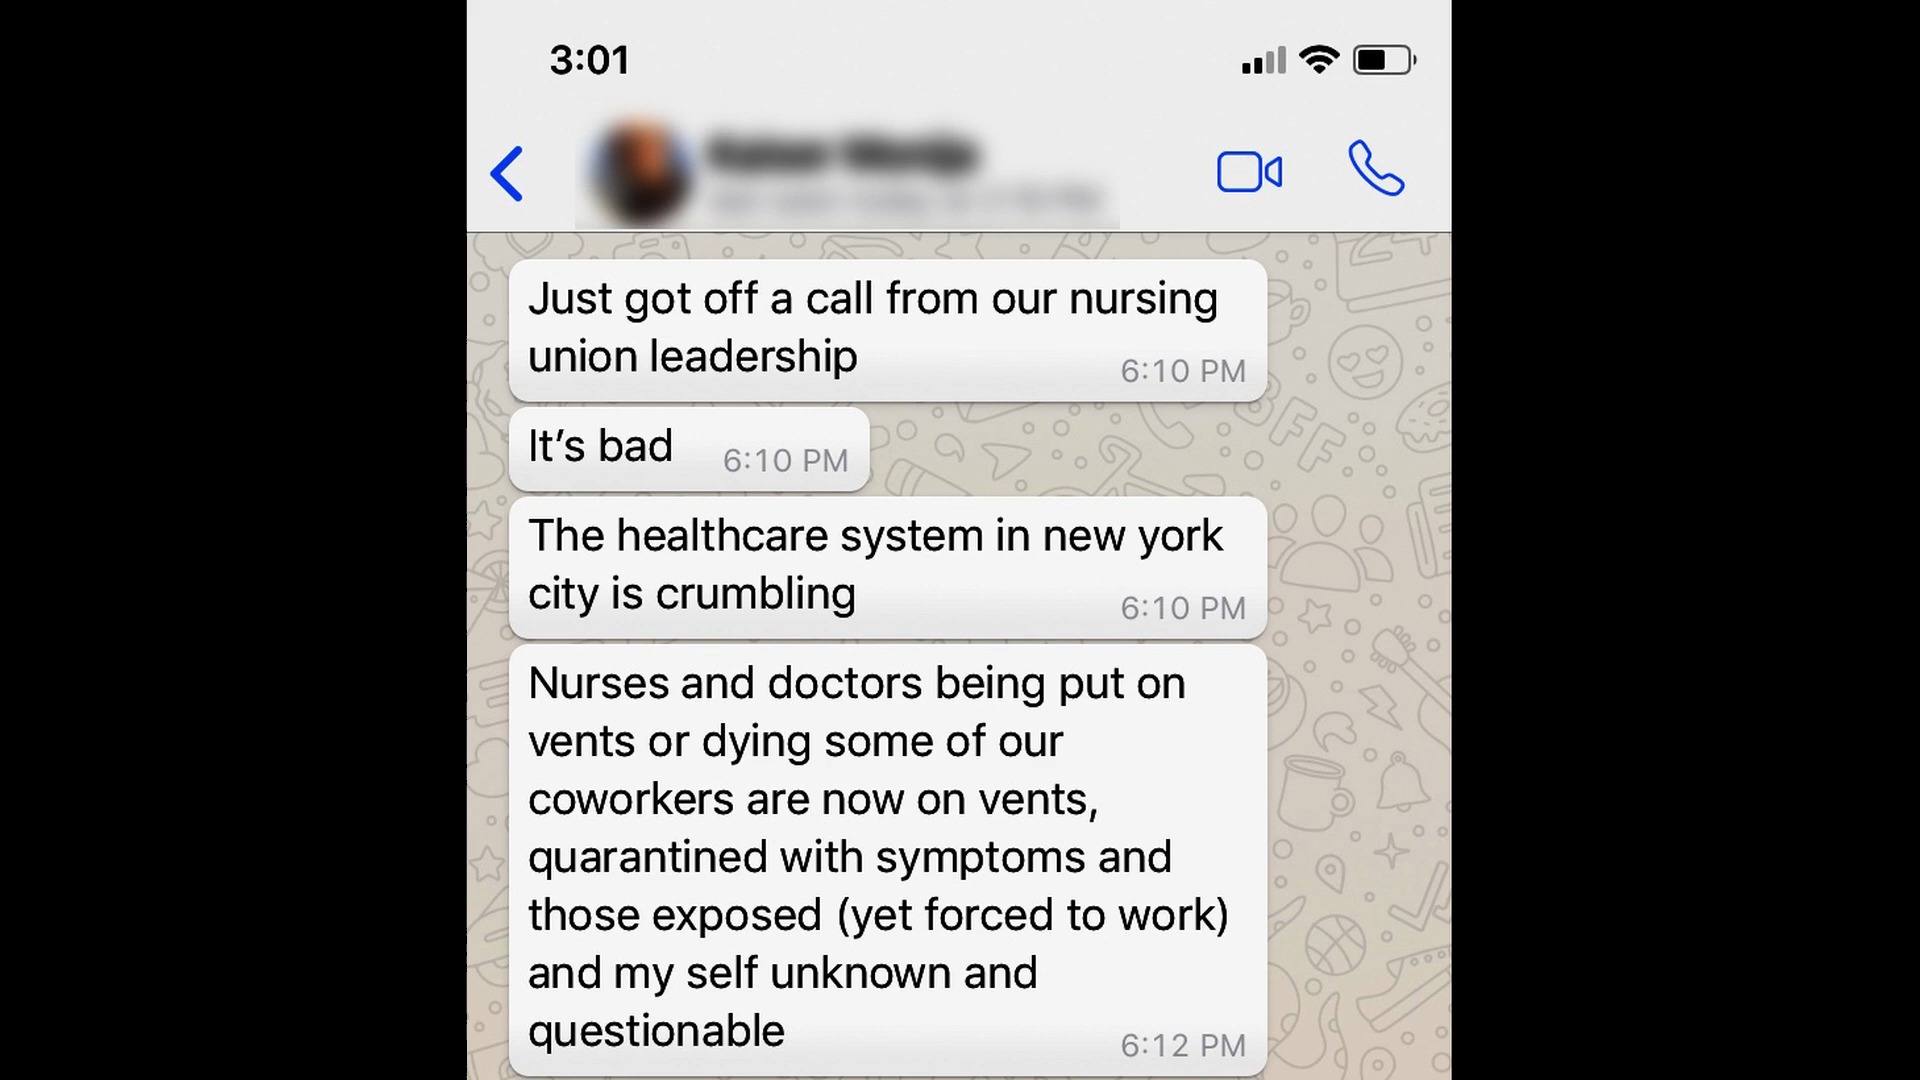 3:01
Just got off a call from our nursing
union leadership
6:10 PM
It's bad
6:10 PM
The healthcare system in new york
city is crumbling
6:10 PM
Nurses and doctors being put on
vents or dying some of our
coworkers are now on vents,
quarantined with symptoms and
those exposed (yet forced to work)
and my self unknown and
questionable
6:12 PM
BFF